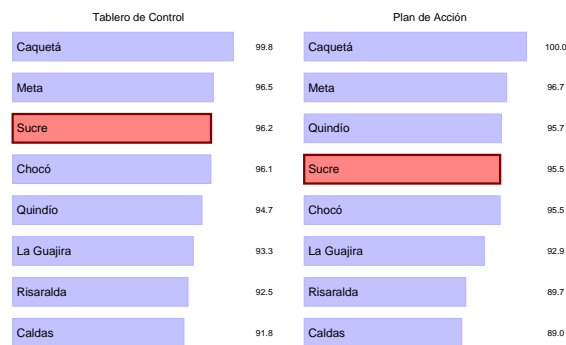 Tablero de Control
Caquetá 99.8
Meta 96.5
Sucre 96.2
Chocó 96.1
Quindío 94.7
La Guajira 93.3
Risaralda 92.5
Caldas 91.8
Plan de Acción
Caquetá 100.0
Meta 96.7
Quindío 95.7
Sucre 95.5
Chocó 95.5
La Guajira 92.9
Risaralda 89.7
Caldas 89.0